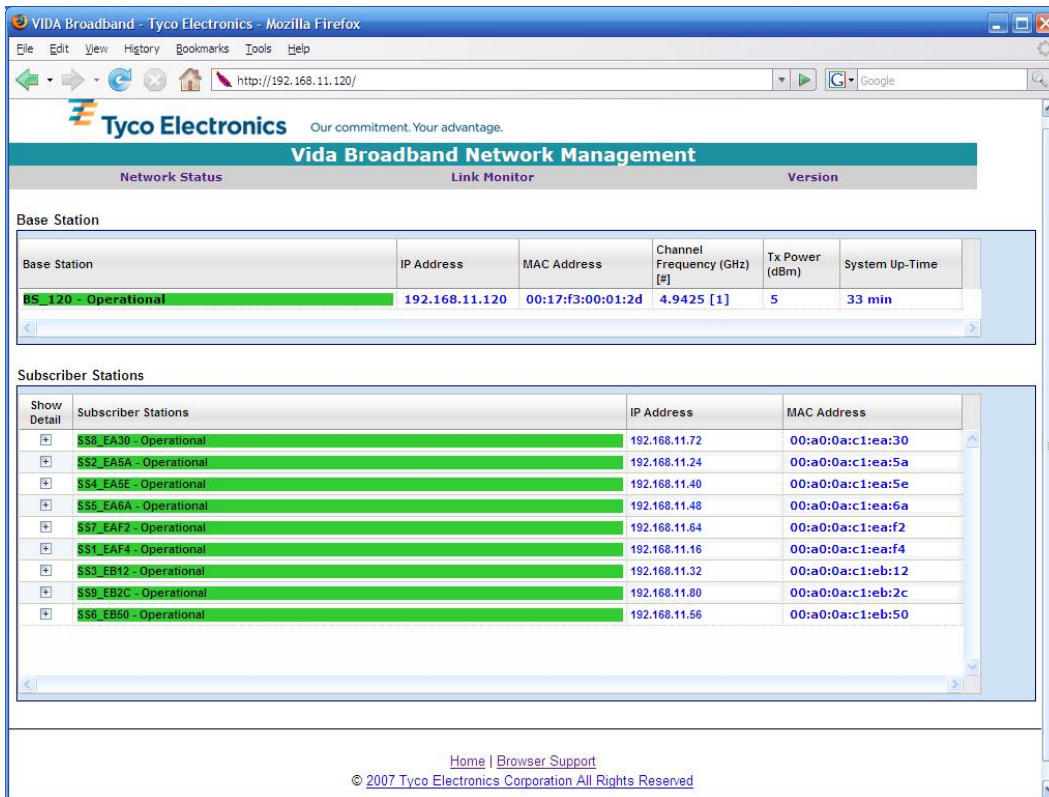 VIDA Broadband - Tyco Electronics - Mozilla Firefox
File Edit View History Bookmarks Tools Help
http://192.168.11.120/
G Google
Tyco Electronics Our commitment. Your advantage.
Vida Broadband Network Management
Network Status Link Monitor Version
Base Station
Base Station IP Address MAC Address Channel Frequency (GHz) [#] Tx Power (dBm) System Up-Time
BS_120 - Operational 192.168.11.120 00:17:f3:00:01:2d 4.9425 [1] 5 33 min
Subscriber Stations
Show Detail Subscriber Stations IP Address MAC Address
SS8_EA30 - Operational 192.168.11.72 00:a0:0a:c1:ea:30
SS2_EA5A - Operational 192.168.11.24 00:a0:0a:c1:ea:5a
SS4_EA5E - Operational 192.168.11.40 00:a0:0a:c1:ea:5e
SS5_EA6A - Operational 192.168.11.48 00:a0:0a:c1:ea:6a
SS7_EAF2 - Operational 192.168.11.64 00:a0:0a:c1:ea:f2
SS1_EAF4 - Operational 192.168.11.16 00:a0:0a:c1:ea:f4
SS3_EB12 - Operational 192.168.11.32 00:a0:0a:c1:eb:12
SS9_EB2C - Operational 192.168.11.80 00:a0:0a:c1:eb:2c
SS6_EB50 - Operational 192.168.11.56 00:a0:0a:c1:eb:50
Home | Browser Support
© 2007 Tyco Electronics Corporation All Rights Reserved